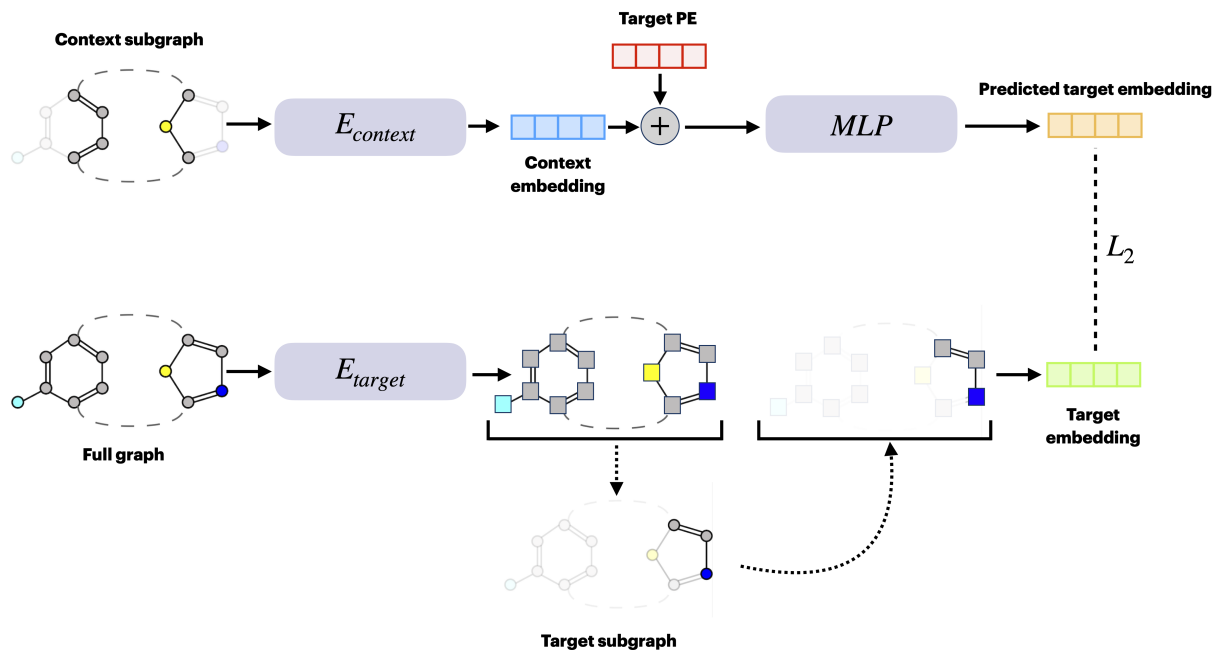 Target PE
Context subgraph
Predicted target embedding
E_context
+
MLP
Context
embedding
L_2
E_target
Full graph
Target
embedding
Target subgraph